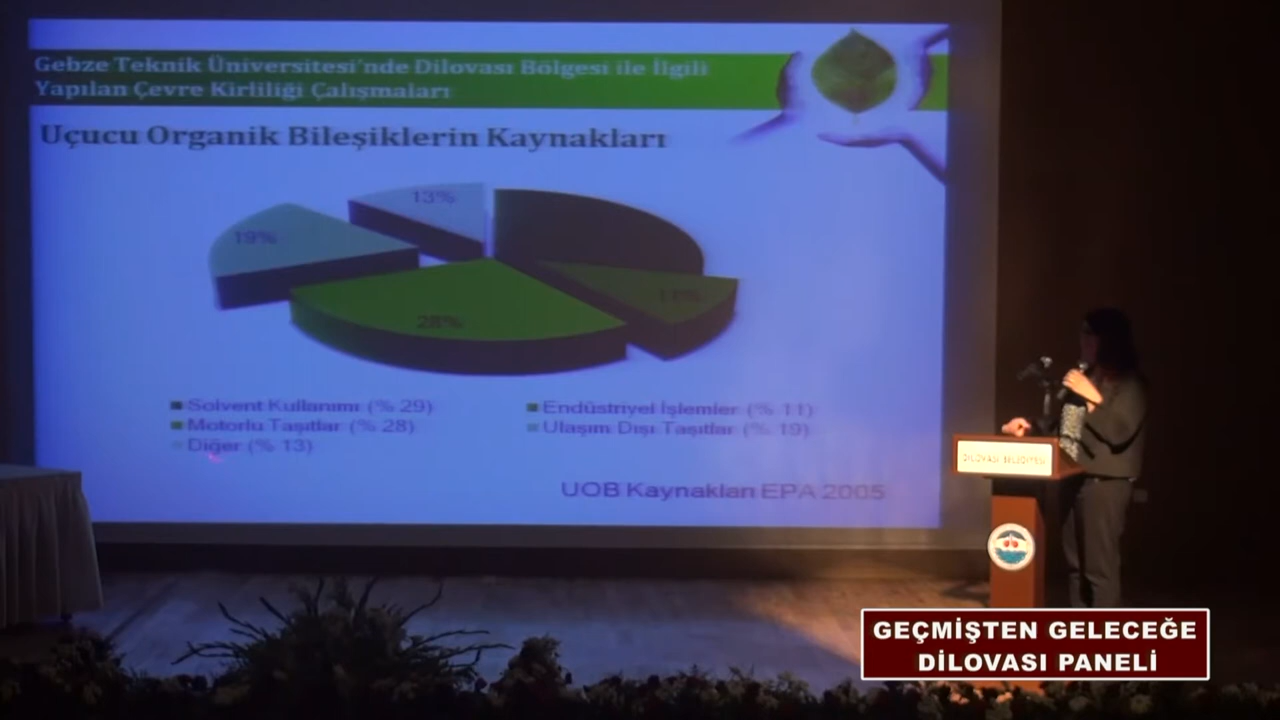 Gebze Teknik Üniversitesi'nde Dilovası Bölgesi ile İlgili
Yapılan Çevre Kirliliği Çalışmaları
Uçucu Organik Bileşiklerin Kaynakları
13%
19%
11%
28%
Solvent Kullanımı (% 29)
Endüstriyel İşlemler (% 11)
Motorlu Taşıtlar (% 28)
Ulaşım Dışı Taşıtlar (% 19)
Diğer (% 13)
UOB Kaynakları EPA 2005
DİLOVASI BELEDİYESİ
GEÇMİŞTEN GELECEĞE
DİLOVASI PANELİ